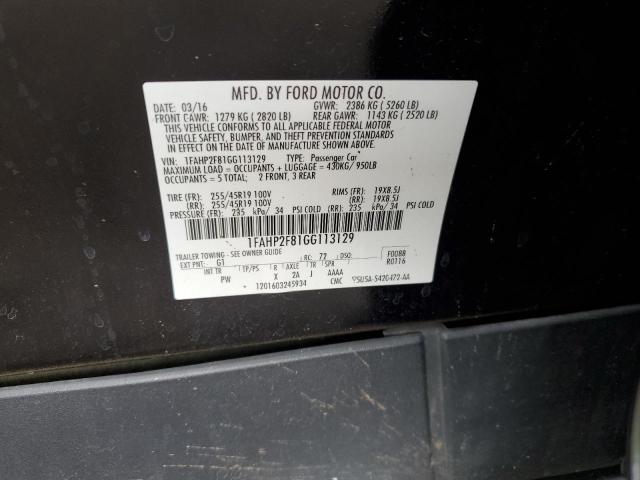 MFD. BY FORD MOTOR CO.
DATE: 03/16 GVWR: 2386 KG ( 5260 LB)
FRONT GAWR: 1279 KG ( 2820 LB) REAR GAWR: 1143 KG ( 2520 LB)
THIS VEHICLE CONFORMS TO ALL APPLICABLE FEDERAL MOTOR
VEHICLE SAFETY, BUMPER, AND THEFT PREVENTION STANDARDS
IN EFFECT ON THE DATE OF MANUFACTURE SHOWN ABOVE.
VIN: 1FAHP2F81GG113129 TYPE: Passenger Car
MAXIMUM LOAD = OCCUPANTS + LUGGAGE = 430KG/ 950LB
OCCUPANTS = 5 TOTAL; 2 FRONT, 3 REAR
TIRE (FR): 255/45R19 100V RIMS (FR): 19X8.5J
(RR): 255/45R19 100V (RR): 19X8.5J
PRESSURE (FR): 235 kPa/ 34 PSI COLD (RR): 235 kPa/ 34 PSI COLD
1FAHP2F81GG113129
TRAILER TOWING - SEE OWNER GUIDE
EXT PNT: G1 RC: 72 DSO: F0088
R0116
INT TR TP/PS R AXLE TR SPR
PW X 2A J AAAA
1201603245934 CMC